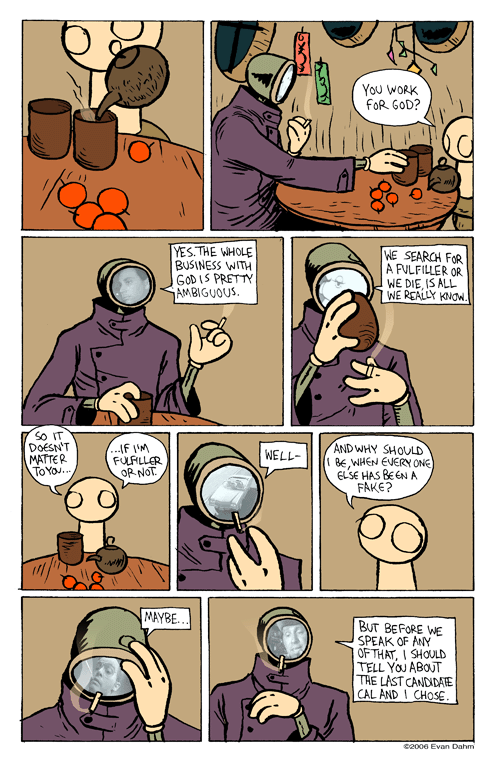 YOU WORK
FOR GOD?
YES. THE WHOLE
BUSINESS WITH
GOD IS PRETTY
AMBIGUOUS.
WE SEARCH FOR
A FULFILLER OR
WE DIE, IS ALL
WE REALLY KNOW.
SO IT
DOESN'T
MATTER
TO YOU...
...IF I'M
FULFILLER
OR NOT.
WELL-
AND WHY SHOULD
I BE, WHEN EVERYONE
ELSE HAS BEEN A
FAKE?
MAYBE...
BUT BEFORE WE
SPEAK OF ANY
OF THAT, I SHOULD
TELL YOU ABOUT
THE LAST CANDIDATE
CAL AND I CHOSE.
©2006 Evan Dahm